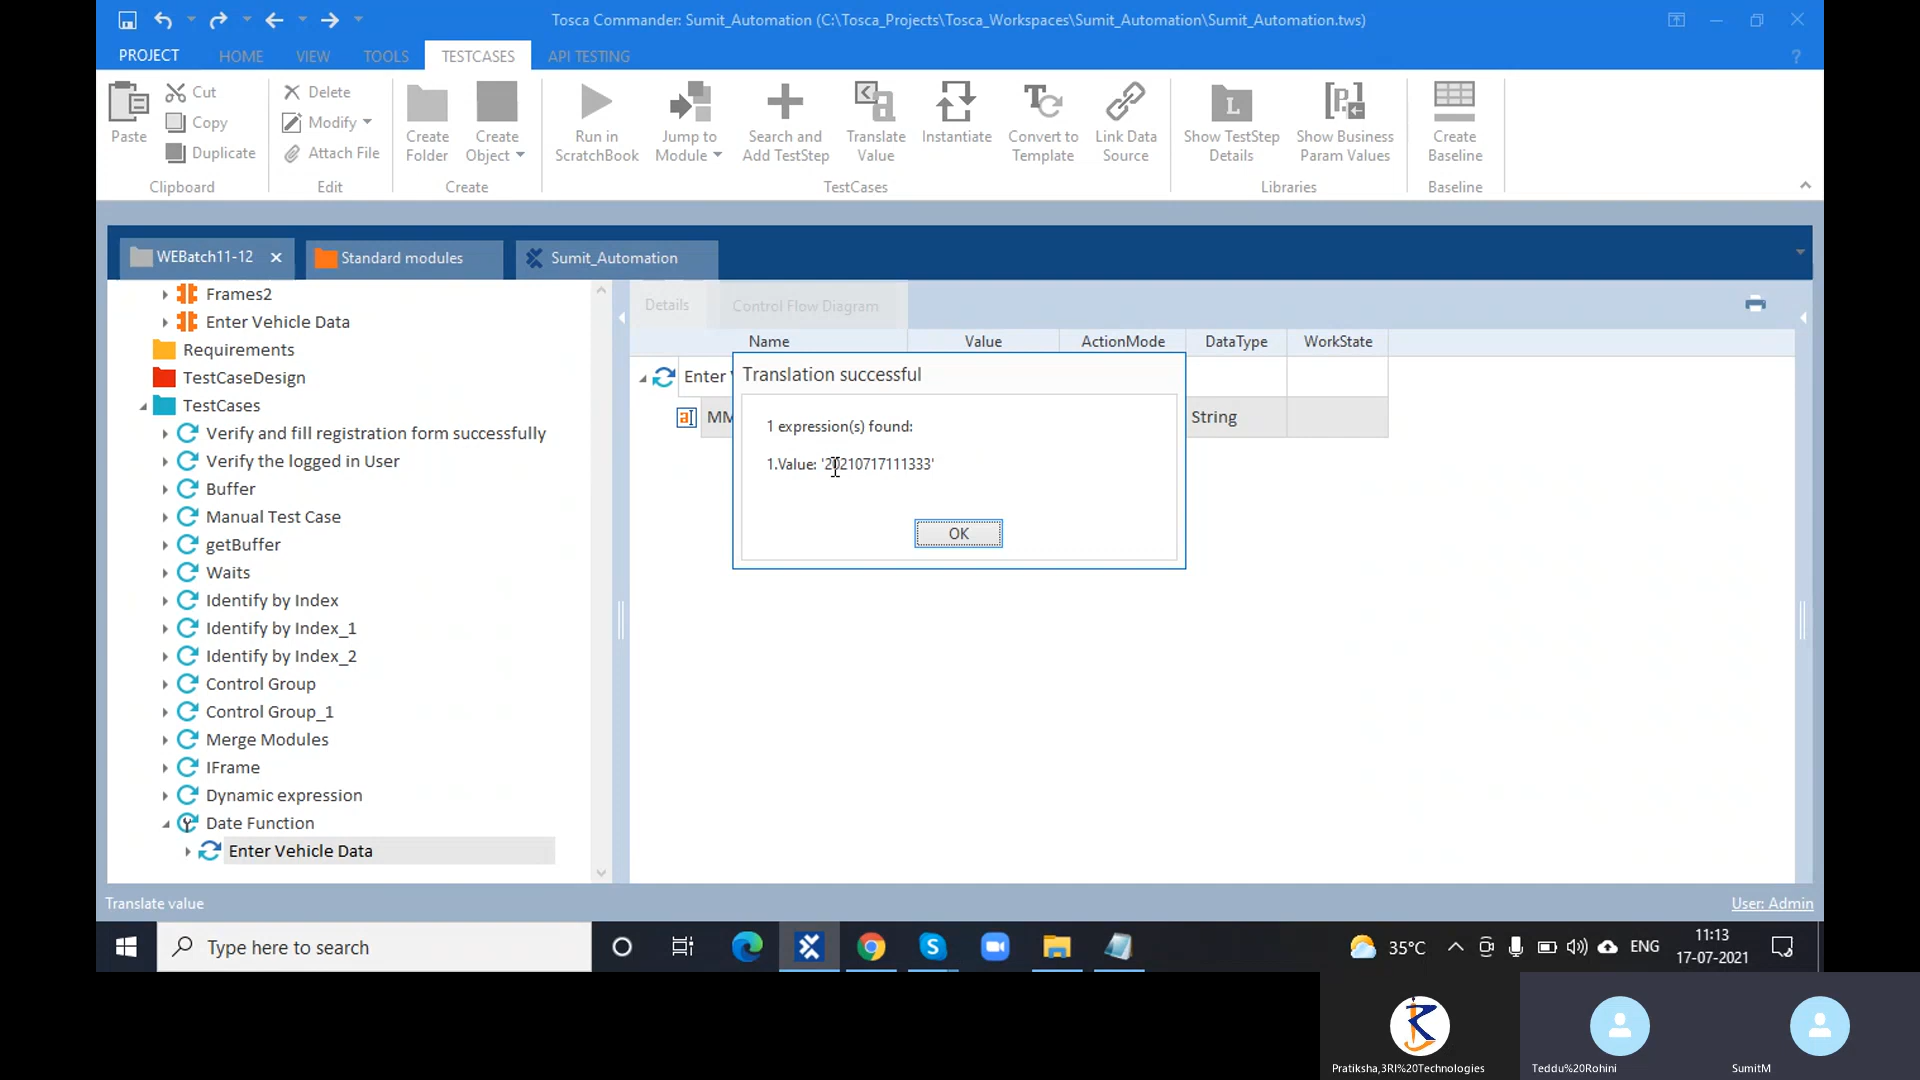 Tosca Commander: Sumit_Automation (C:\Tosca_Projects\Tosca_Workspaces\Sumit_Automation\Sumit_Automation.tws)
PROJECT HOME VIEW TOOLS TESTCASES API TESTING ?
Paste
Cut
Copy
Duplicate
Clipboard
Delete
Modify
Attach File
Edit
Create Folder
Create Object
Create
Run in ScratchBook
Jump to Module
Search and Add TestStep
Translate Value
Instantiate
Convert to Template
Link Data Source
TestCases
Show TestStep Details
Show Business Param Values
Libraries
Create Baseline
Baseline
WEBatch11-12
Standard modules
Sumit_Automation
Frames2
Enter Vehicle Data
Requirements
TestCaseDesign
TestCases
Verify and fill registration form successfully
Verify the logged in User
Buffer
Manual Test Case
getBuffer
Waits
Identify by Index
Identify by Index_1
Identify by Index_2
Control Group
Control Group_1
Merge Modules
IFrame
Dynamic expression
Date Function
Enter Vehicle Data
Details Control Flow Diagram
Name Value ActionMode DataType WorkState
Enter
MM String
Translation successful
1 expression(s) found:
1.Value: '20210717111333'
OK
Translate value
User: Admin
Type here to search
35°C
ENG
11:13
17-07-2021
Pratiksha,3RI%20Technologies
Teddu%20Rohini
SumitM